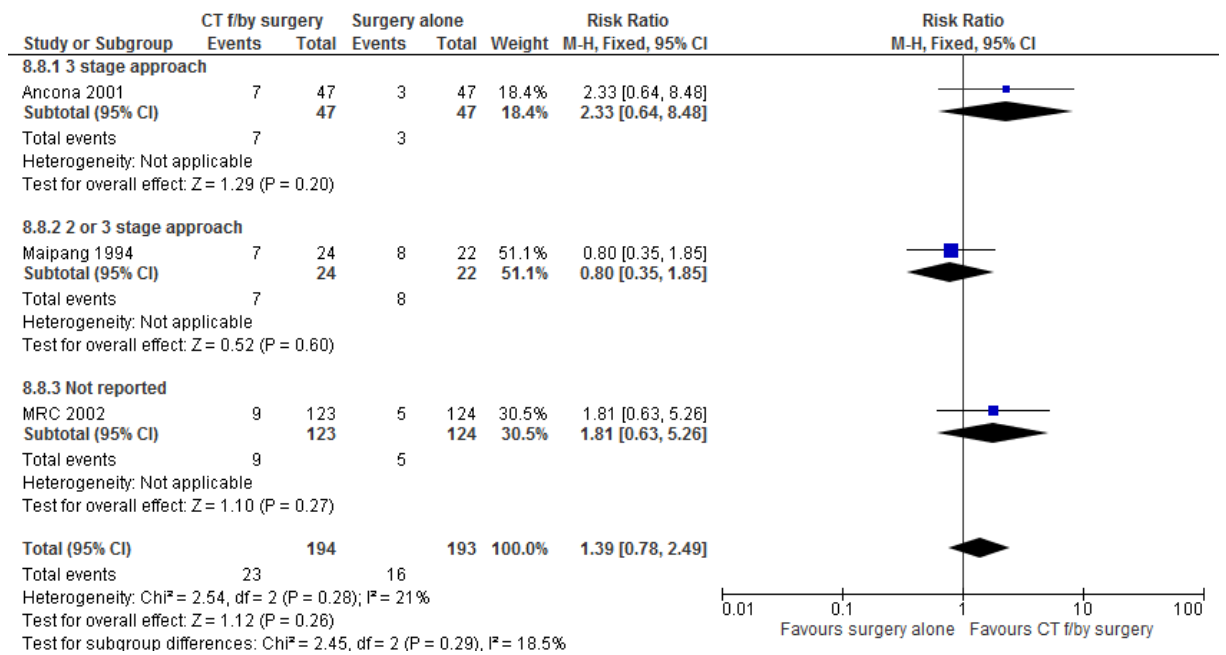 CT f/by surgery Surgery alone Risk Ratio Risk Ratio
Study or Subgroup Events Total Events Total Weight M-H, Fixed, 95% CI M-H, Fixed, 95% CI
8.8.1 3 stage approach
Ancona 2001 7 47 3 47 18.4% 2.33 [0.64, 8.48]
Subtotal (95% CI) 47 47 18.4% 2.33 [0.64, 8.48]
Total events 7 3
Heterogeneity: Not applicable
Test for overall effect: Z = 1.29 (P = 0.20)
8.8.2 2 or 3 stage approach
Maipang 1994 7 24 8 22 51.1% 0.80 [0.35, 1.85]
Subtotal (95% CI) 24 22 51.1% 0.80 [0.35, 1.85]
Total events 7 8
Heterogeneity: Not applicable
Test for overall effect: Z = 0.52 (P = 0.60)
8.8.3 Not reported
MRC 2002 9 123 5 124 30.5% 1.81 [0.63, 5.26]
Subtotal (95% CI) 123 124 30.5% 1.81 [0.63, 5.26]
Total events 9 5
Heterogeneity: Not applicable
Test for overall effect: Z = 1.10 (P = 0.27)
Total (95% CI) 194 193 100.0% 1.39 [0.78, 2.49]
Total events 23 16
Heterogeneity: Chi² = 2.54, df = 2 (P = 0.28); I² = 21%
Test for overall effect: Z = 1.12 (P = 0.26)
Test for subgroup differences: Chi² = 2.45, df = 2 (P = 0.29), I² = 18.5%
0.01 0.1 1 10 100
Favours surgery alone Favours CT f/by surgery